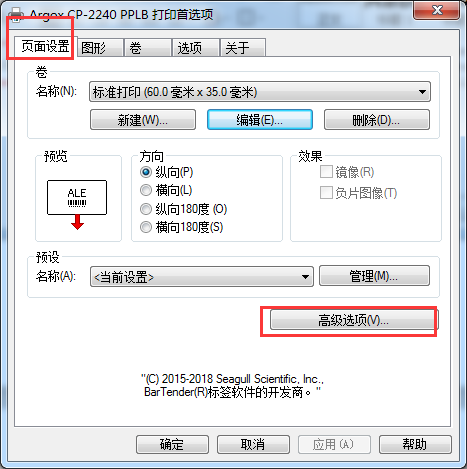 Argox CP-2240 PPLB 打印首选项
页面设置 图形 卷 选项 关于
卷
名称(N): 标准打印 (60.0 毫米 x 35.0 毫米)
新建(W)... 编辑(E)... 删除(D)...
预览 方向 效果
ALE
纵向(P)
横向(L)
纵向180度 (O)
横向180度(S)
镜像(R)
负片图像(T)
预设
名称(A): <当前设置> 管理(M)...
高级选项(V)...
"(C) 2015-2018 Seagull Scientific, Inc.,
BarTender(R)标签软件的开发商。"
确定 取消 应用(A) 帮助